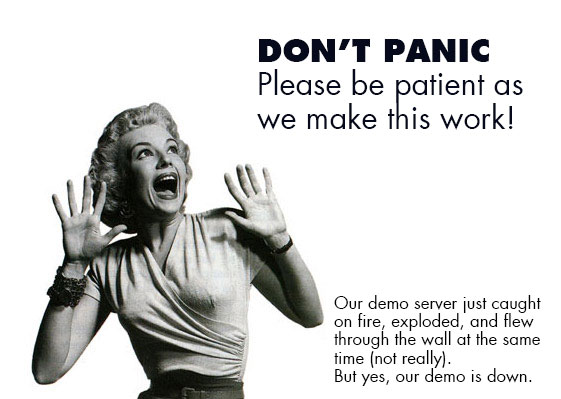 DON'T PANIC
Please be patient as
we make this work!
Our demo server just caught
on fire, exploded, and flew
through the wall at the same
time (not really).
But yes, our demo is down.